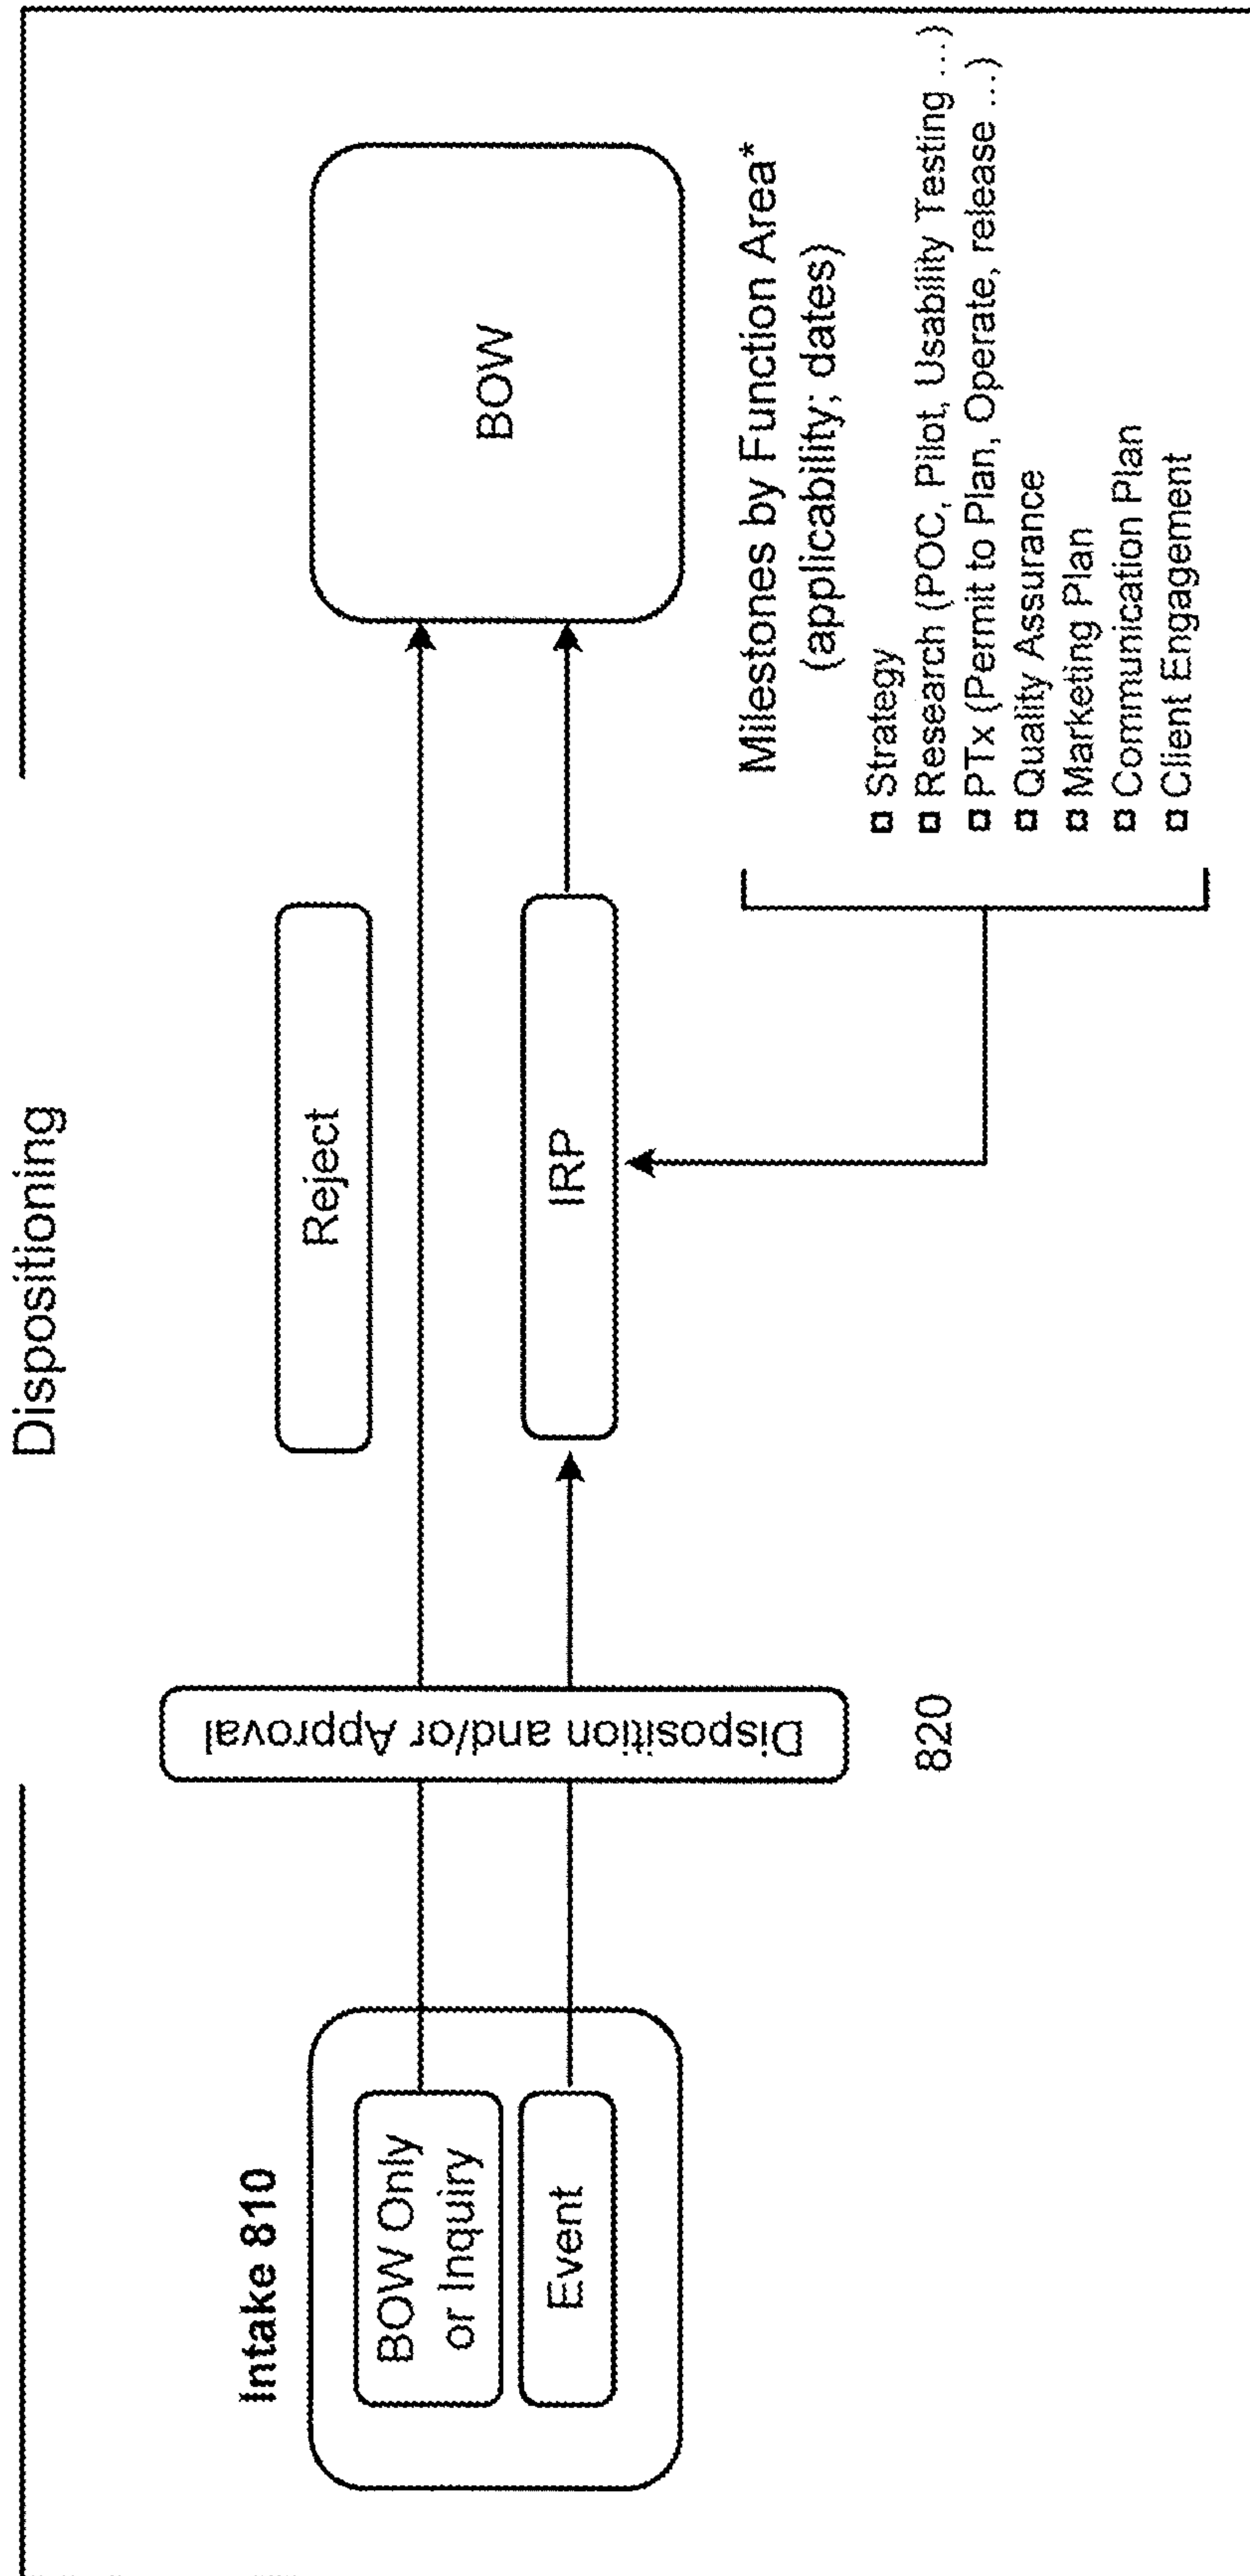 Dispositioning
Intake 810
BOW Only
or Inquiry
Event
Disposition and/or Approval
820
Reject
IRP
BOW
Milestones by Function Area*
(applicability; dates)
Strategy
Research (POC, Pilot, Usability Testing ...)
PTx (Permit to Plan, Operate, release ...)
Quality Assurance
Marketing Plan
Communication Plan
Client Engagement